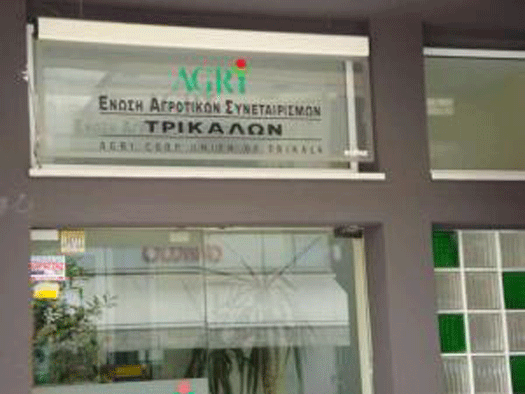 AGRi
ΕΝΩΣΗ ΑΓΡΟΤΙΚΩΝ ΣΥΝΕΤΑΙΡΙΣΜΩΝ
ΤΡΙΚΑΛΩΝ
AGRI COOP UNION OF TRIKALA